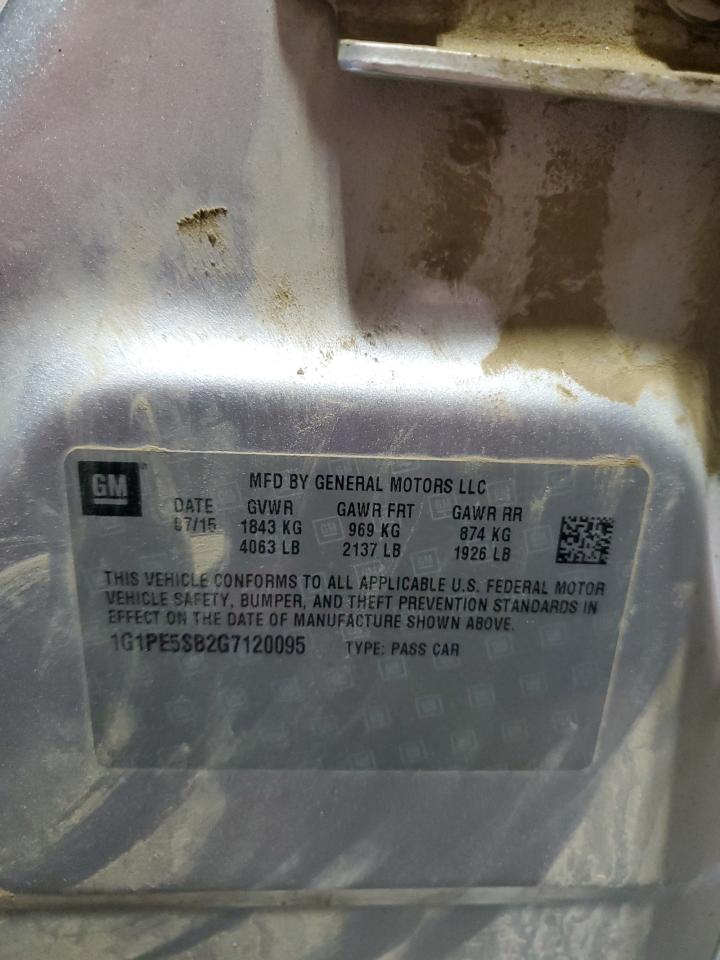 GM
MFD BY GENERAL MOTORS LLC
DATE GVWR GAWR FRT GAWR RR
07/15 1843 KG 969 KG 874 KG
4063 LB 2137 LB 1926 LB
THIS VEHICLE CONFORMS TO ALL APPLICABLE U.S. FEDERAL MOTOR
VEHICLE SAFETY, BUMPER, AND THEFT PREVENTION STANDARDS IN
EFFECT ON THE DATE OF MANUFACTURE SHOWN ABOVE.
1G1PE5SB2G7120095 TYPE: PASS CAR